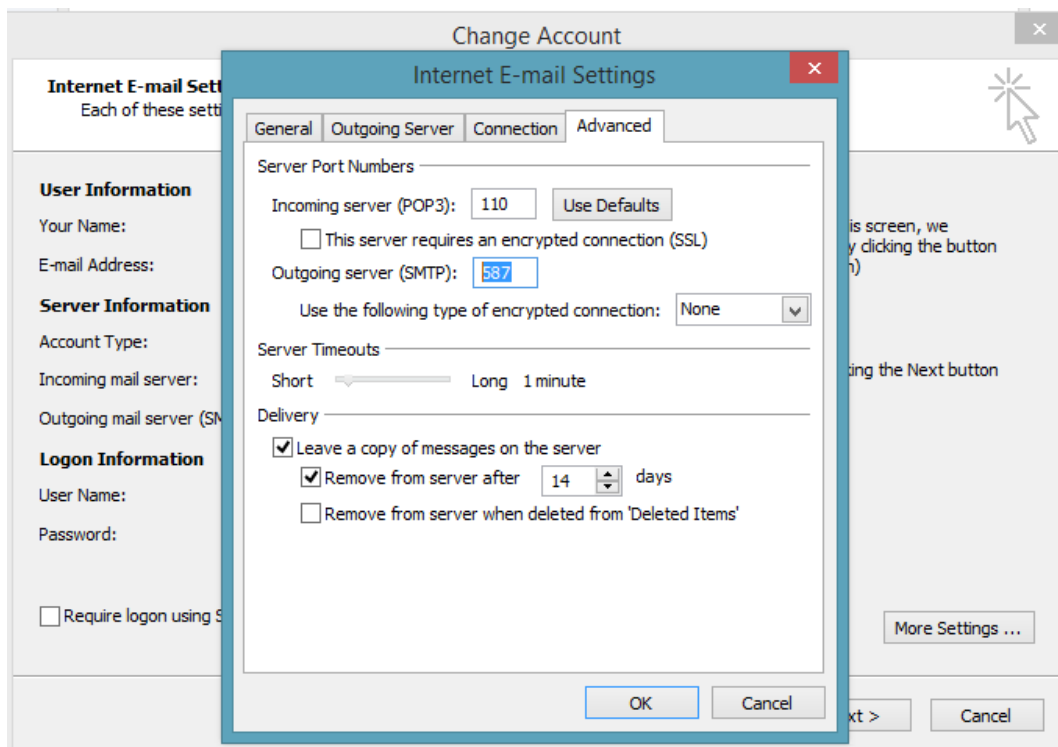 Change Account
Internet E-mail Settings
Internet E-mail Sett
Each of these setti
General Outgoing Server Connection Advanced
Server Port Numbers
Incoming server (POP3): 110 Use Defaults
This server requires an encrypted connection (SSL)
Outgoing server (SMTP): 587
Use the following type of encrypted connection: None
Server Timeouts
Short Long 1 minute
Delivery
Leave a copy of messages on the server
Remove from server after 14 days
Remove from server when deleted from 'Deleted Items'
OK Cancel
User Information
Your Name:
E-mail Address:
Server Information
Account Type:
Incoming mail server:
Outgoing mail server (SM
Logon Information
User Name:
Password:
Require logon using S
is screen, we
y clicking the button
n)
ing the Next button
More Settings ...
xt > Cancel